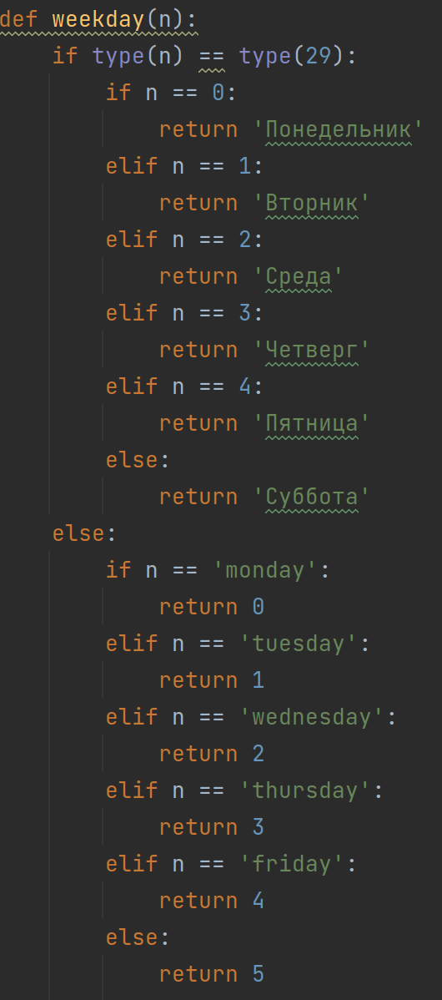 def weekday(n):
    if type(n) == type(29):
        if n == 0:
            return 'Понедельник'
        elif n == 1:
            return 'Вторник'
        elif n == 2:
            return 'Среда'
        elif n == 3:
            return 'Четверг'
        elif n == 4:
            return 'Пятница'
        else:
            return 'Суббота'
    else:
        if n == 'monday':
            return 0
        elif n == 'tuesday':
            return 1
        elif n == 'wednesday':
            return 2
        elif n == 'thursday':
            return 3
        elif n == 'friday':
            return 4
        else:
            return 5